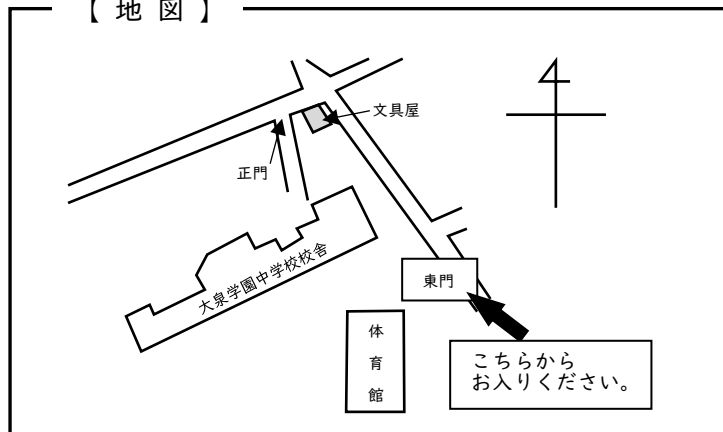 【 地 図 】
文具屋
正門
大泉学園中学校校舎
東門
体
育
館
こちらから
お入りください。